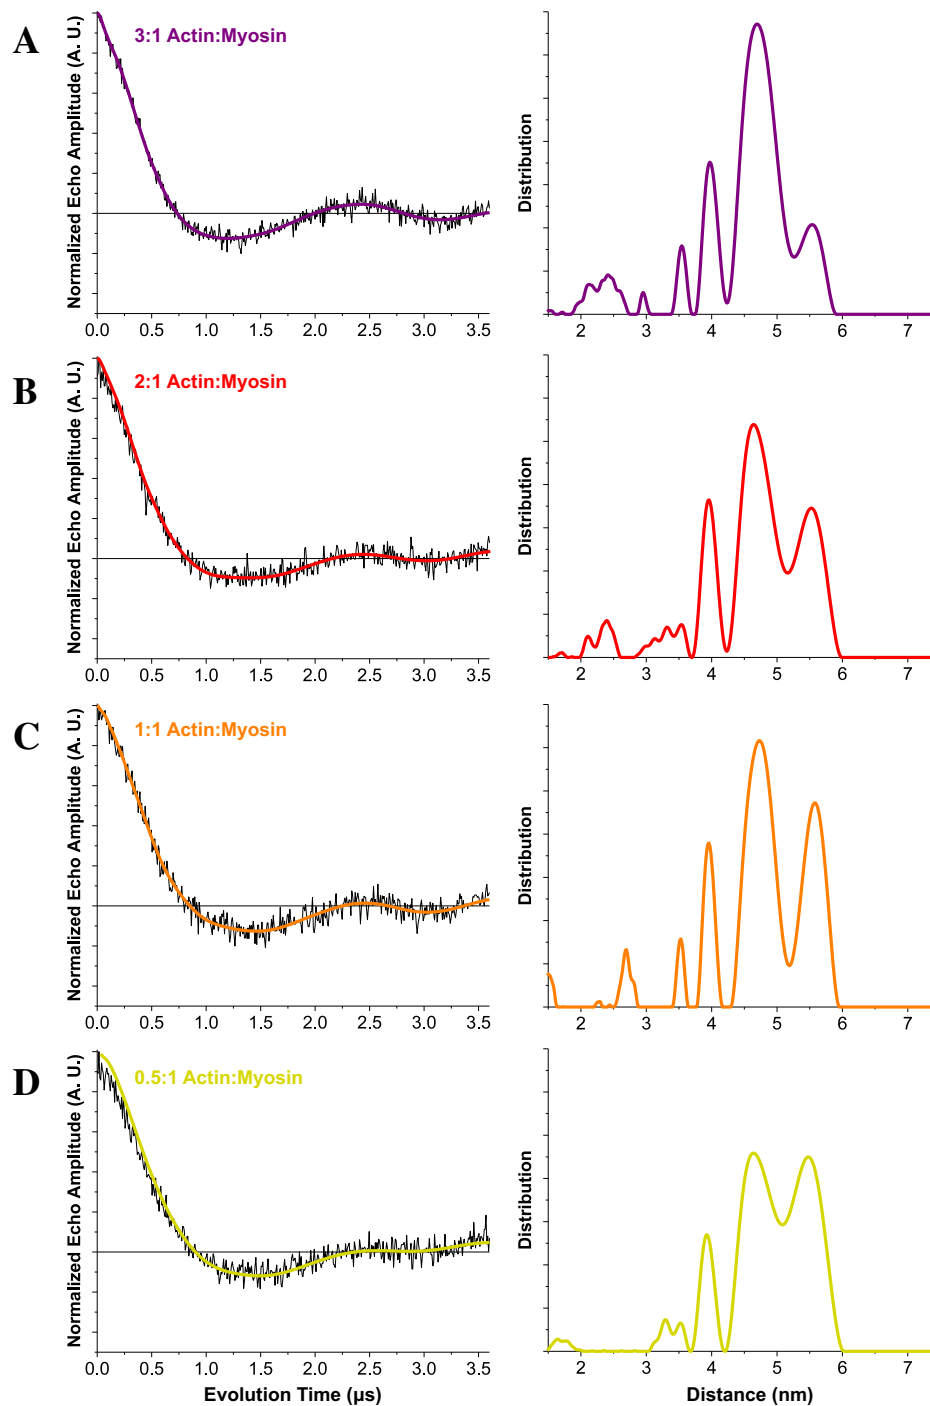 A
3:1 Actin:Myosin
Normalized Echo Amplitude (A. U.)
0.0 0.5 1.0 1.5 2.0 2.5 3.0 3.5
Distribution
2 3 4 5 6 7
B
2:1 Actin:Myosin
Normalized Echo Amplitude (A. U.)
0.0 0.5 1.0 1.5 2.0 2.5 3.0 3.5
Distribution
2 3 4 5 6 7
C
1:1 Actin:Myosin
Normalized Echo Amplitude (A. U.)
0.0 0.5 1.0 1.5 2.0 2.5 3.0 3.5
Distribution
2 3 4 5 6 7
D
0.5:1 Actin:Myosin
Normalized Echo Amplitude (A. U.)
0.0 0.5 1.0 1.5 2.0 2.5 3.0 3.5
Evolution Time (µs)
Distribution
2 3 4 5 6 7
Distance (nm)